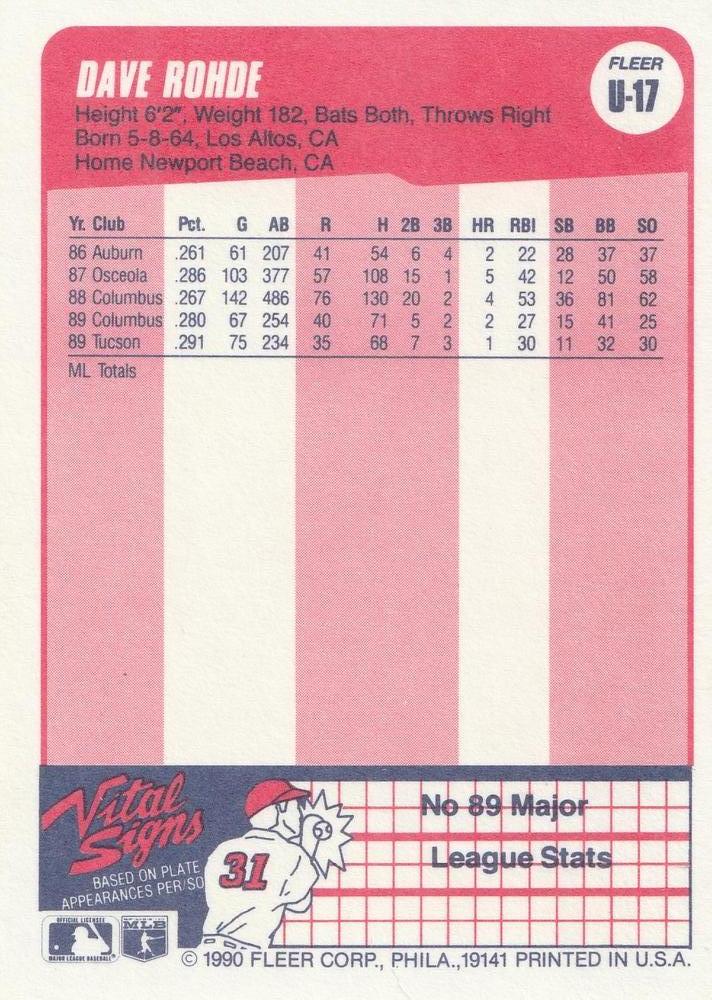 DAVE ROHDE
FLEER
U-17
Height 6'2", Weight 182, Bats Both, Throws Right
Born 5-8-64, Los Altos, CA
Home Newport Beach, CA
Yr. Club Pct. G AB R H 2B 3B HR RBI SB BB SO
86 Auburn .261 61 207 41 54 6 4 2 22 28 37 37
87 Osceola .286 103 377 57 108 15 1 5 42 12 50 58
88 Columbus .267 142 486 76 130 20 2 4 53 36 81 62
89 Columbus .280 67 254 40 71 5 2 2 27 15 41 25
89 Tucson .291 75 234 35 68 7 3 1 30 11 32 30
ML Totals
Vital
Signs
BASED ON PLATE
APPEARANCES PER/SO
31
No 89 Major
League Stats
OFFICIAL LICENSEE
MAJOR LEAGUE BASEBALL
MLB
© 1990 FLEER CORP., PHILA.,19141 PRINTED IN U.S.A.